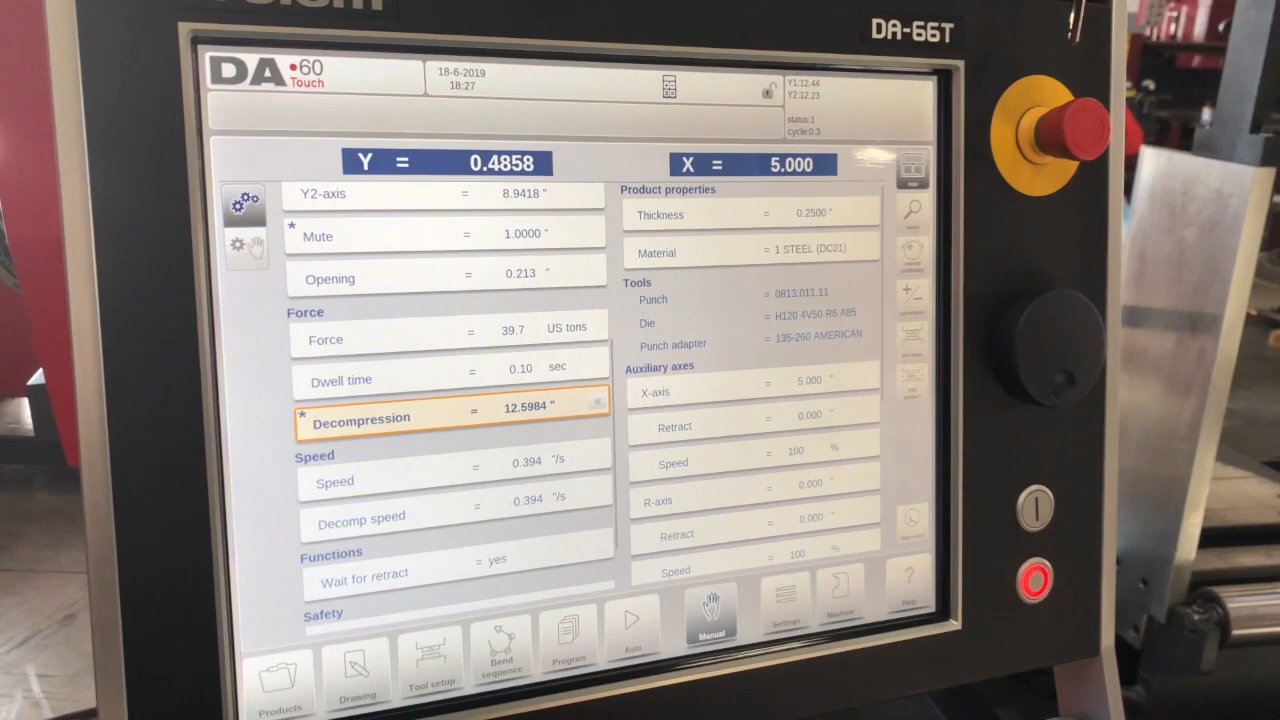 DA-66T
DA•60
Touch
18-6-2019
18:27
Y1:12.44
Y2:12.23
status:1
cycle:0.3
Y = 0.4858
X = 5.000
Y2-axis = 8.9418 "
* Mute = 1.0000 "
Opening = 0.213 "
Force
Force = 39.7 US tons
Dwell time = 0.10 sec
* Decompression = 12.5984 "
Speed
Speed = 0.394 "/s
Decomp speed = 0.394 "/s
Functions
Wait for retract = yes
Safety
Product properties
Thickness = 0.2500 "
Material = 1 STEEL (DC01)
Tools
Punch = 0813.011.11
Die = H120 4V50 R6 A85
Punch adapter = 135-260 AMERICAN
Auxiliary axes
X-axis = 5.000 "
Retract = 0.000 "
Speed = 100 %
R-axis = 0.000 "
Retract = 0.000 "
Speed = 100 %
Products
Drawing
Tool setup
Bend
sequence
Program
Auto
Manual
Settings
Machine
Help